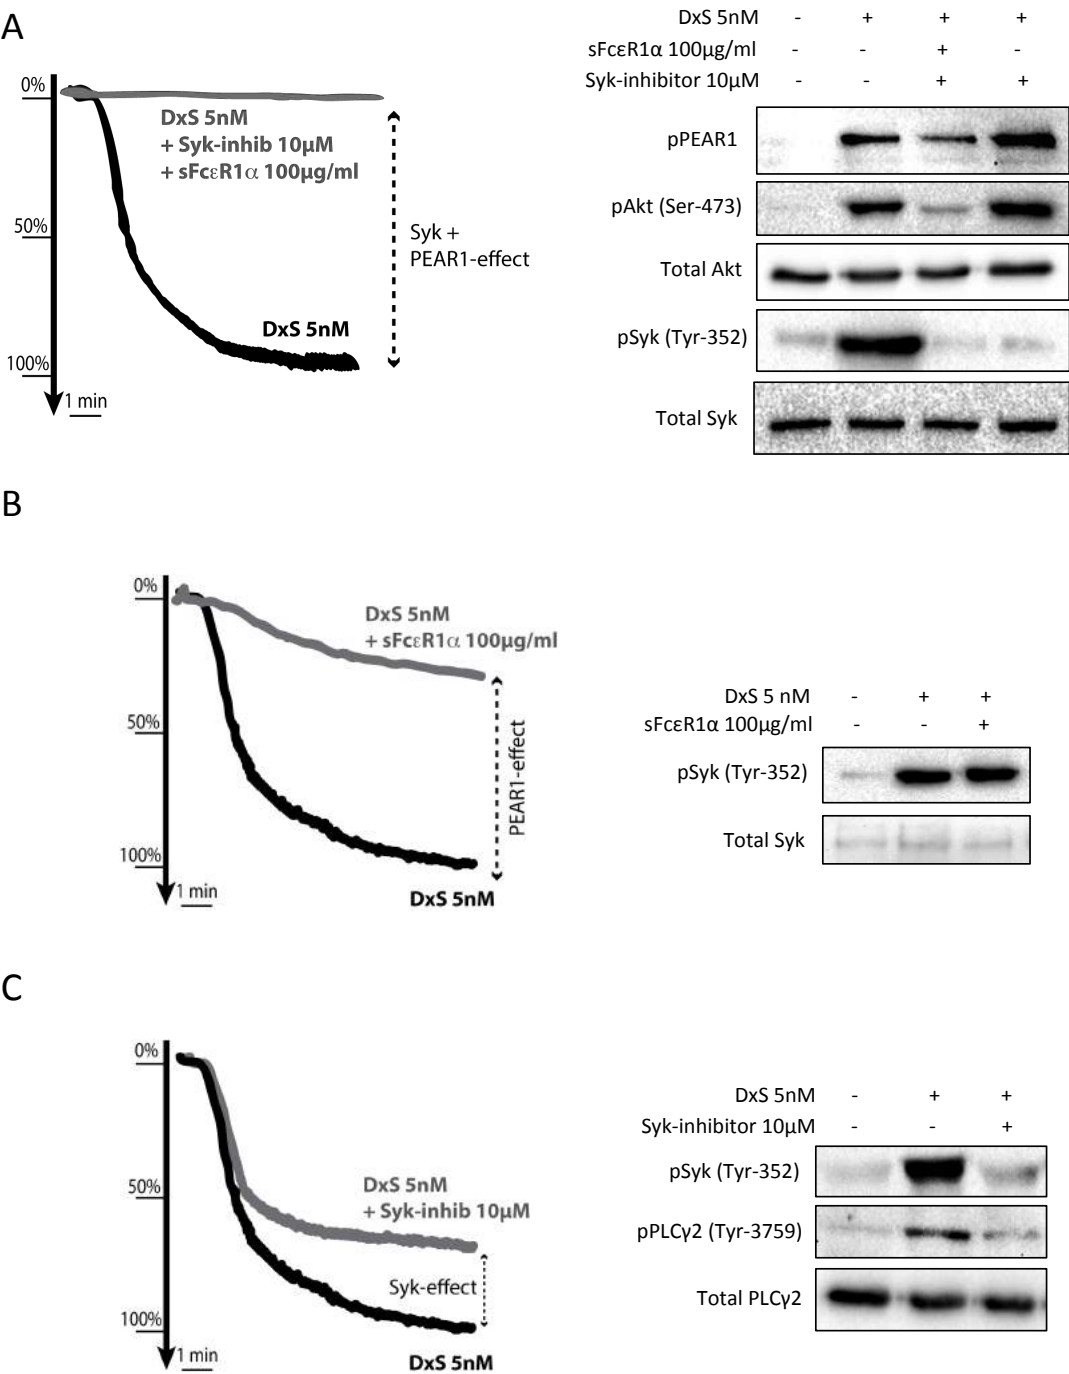 A
0%
50%
100%
1 min
DxS 5nM
+ Syk-inhib 10µM
+ sFcεR1α 100µg/ml
DxS 5nM
Syk +
PEAR1-effect
DxS 5nM - + + +
sFcεR1α 100µg/ml - - + -
Syk-inhibitor 10µM - - + +
pPEAR1
pAkt (Ser-473)
Total Akt
pSyk (Tyr-352)
Total Syk
B
0%
50%
100%
1 min
DxS 5nM
+ sFcεR1α 100µg/ml
PEAR1-effect
DxS 5nM
DxS 5 nM - + +
sFcεR1α 100µg/ml - - +
pSyk (Tyr-352)
Total Syk
C
0%
50%
100%
1 min
DxS 5nM
+ Syk-inhib 10µM
Syk-effect
DxS 5nM
DxS 5nM - + +
Syk-inhibitor 10µM - - +
pSyk (Tyr-352)
pPLCγ2 (Tyr-3759)
Total PLCγ2